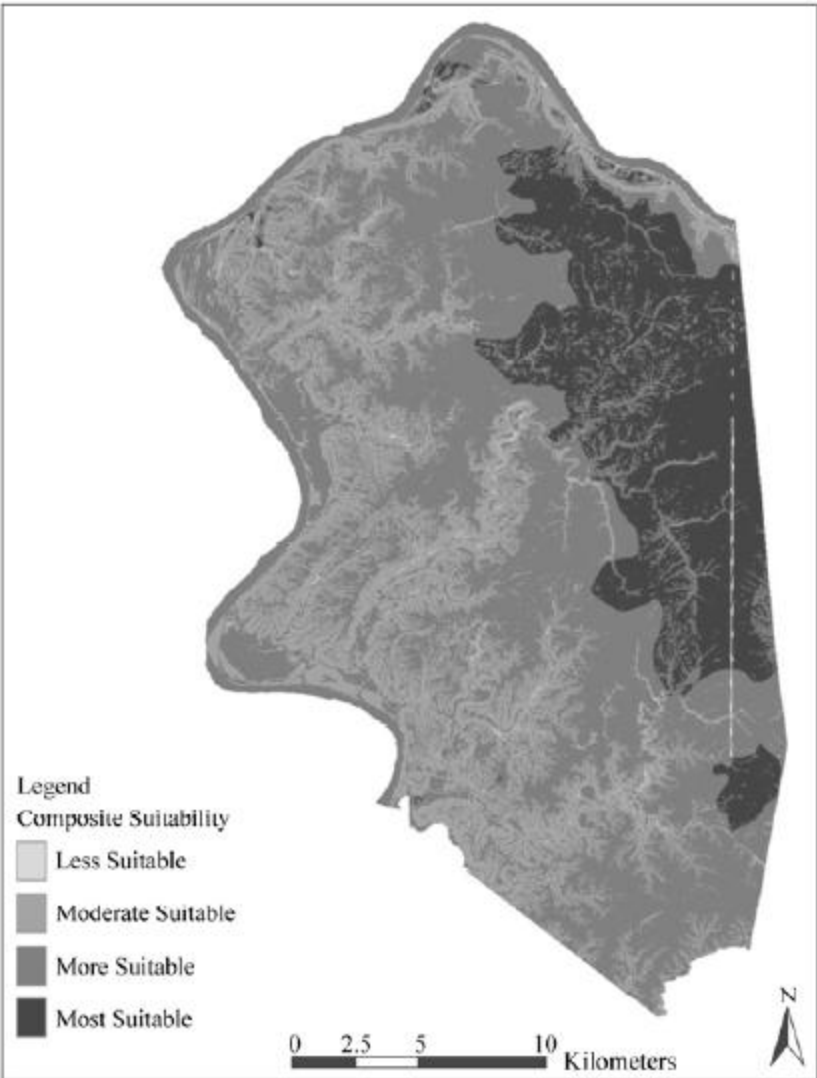 Legend
Composite Suitability
Less Suitable
Moderate Suitable
More Suitable
Most Suitable
0 2.5 5 10
Kilometers
N